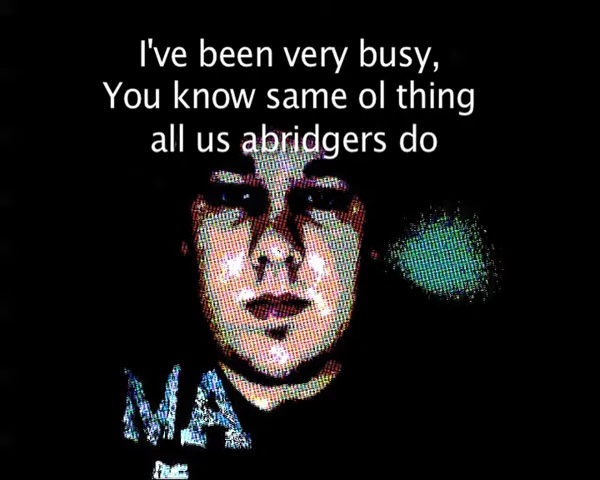 I've been very busy,
You know same ol thing
all us abridgers do
MA